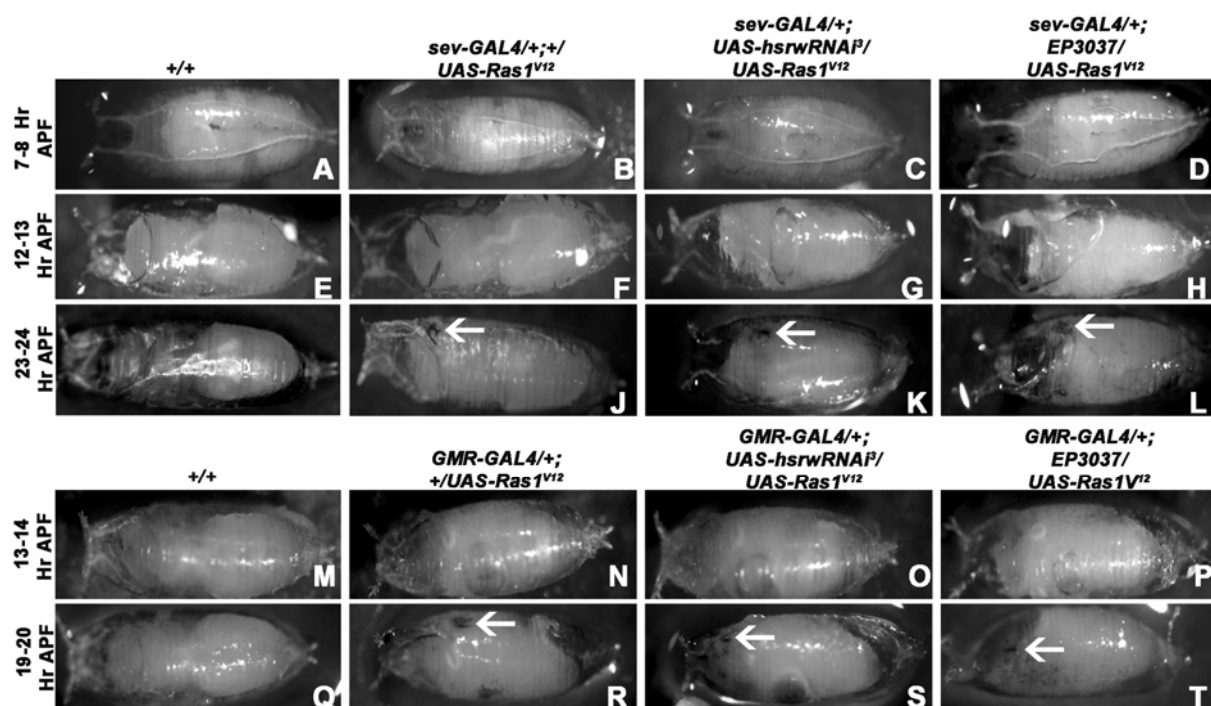 +/+
sev-GAL4/+;+/
UAS-Ras1ⱽ¹²
sev-GAL4/+;
UAS-hsrwRNAi³/
UAS-Ras1ⱽ¹²
sev-GAL4/+;
EP3037/
UAS-Ras1ⱽ¹²
7-8 Hr
APF
A
B
C
D
12-13
Hr APF
E
F
G
H
23-24
Hr APF
J
K
L
+/+
GMR-GAL4/+;
+/UAS-Ras1ⱽ¹²
GMR-GAL4/+;
UAS-hsrwRNAi³/
UAS-Ras1ⱽ¹²
GMR-GAL4/+;
EP3037/
UAS-Ras1V¹²
13-14
Hr APF
M
N
O
P
19-20
Hr APF
Q
R
S
T